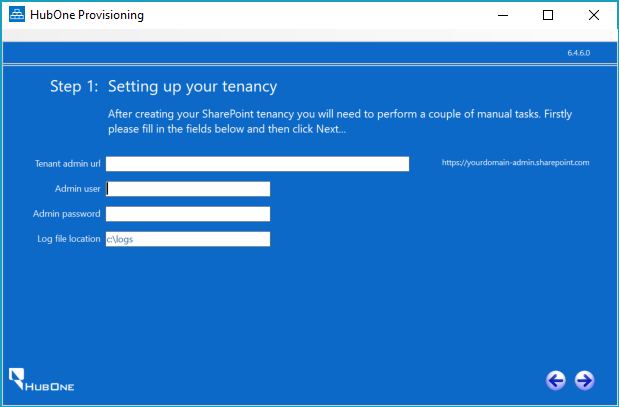 HubOne Provisioning
6.4.6.0
Step 1: Setting up your tenancy
After creating your SharePoint tenancy you will need to perform a couple of manual tasks. Firstly
please fill in the fields below and then click Next...
Tenant admin url https://yourdomain-admin.sharepoint.com
Admin user
Admin password
Log file location c:\logs
HUBONE